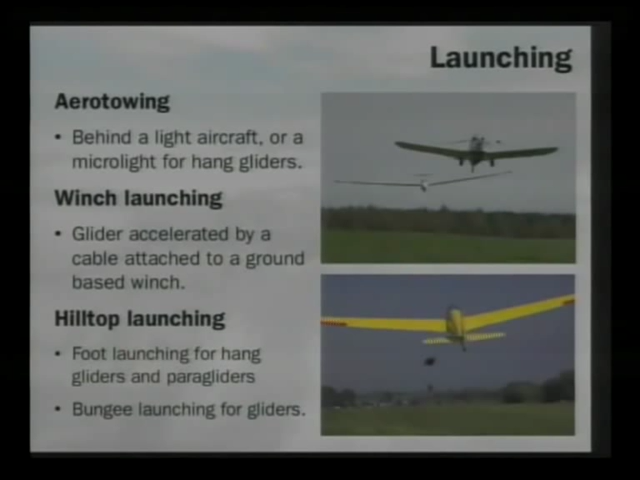 Launching
Aerotowing
• Behind a light aircraft, or a
microlight for hang gliders.
Winch launching
• Glider accelerated by a
cable attached to a ground
based winch.
Hilltop launching
• Foot launching for hang
gliders and paragliders
• Bungee launching for gliders.